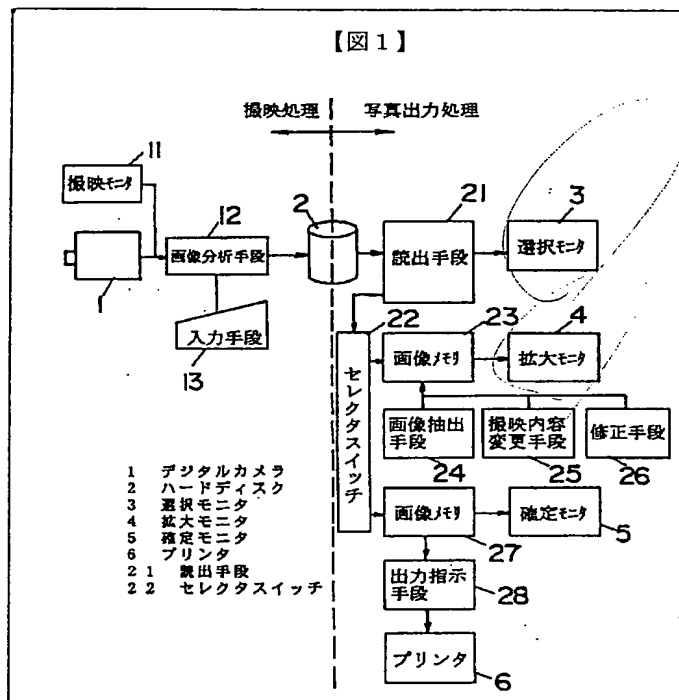 【図1】
撮映処理
写真出力処理
11
撮映モニタ
12
画像分析手段
1
入力手段
13
2
21
読出手段
3
選択モニタ
22
セレクタスイッチ
23
画像メモリ
4
拡大モニタ
画像抽出
手段
24
撮映内容
変更手段
25
修正手段
26
画像メモリ
27
確定モニタ
5
出力指示
手段
28
プリンタ
6
1 デジタルカメラ
2 ハードディスク
3 選択モニタ
4 拡大モニタ
5 確定モニタ
6 プリンタ
21 読出手段
22 セレクタスイッチ